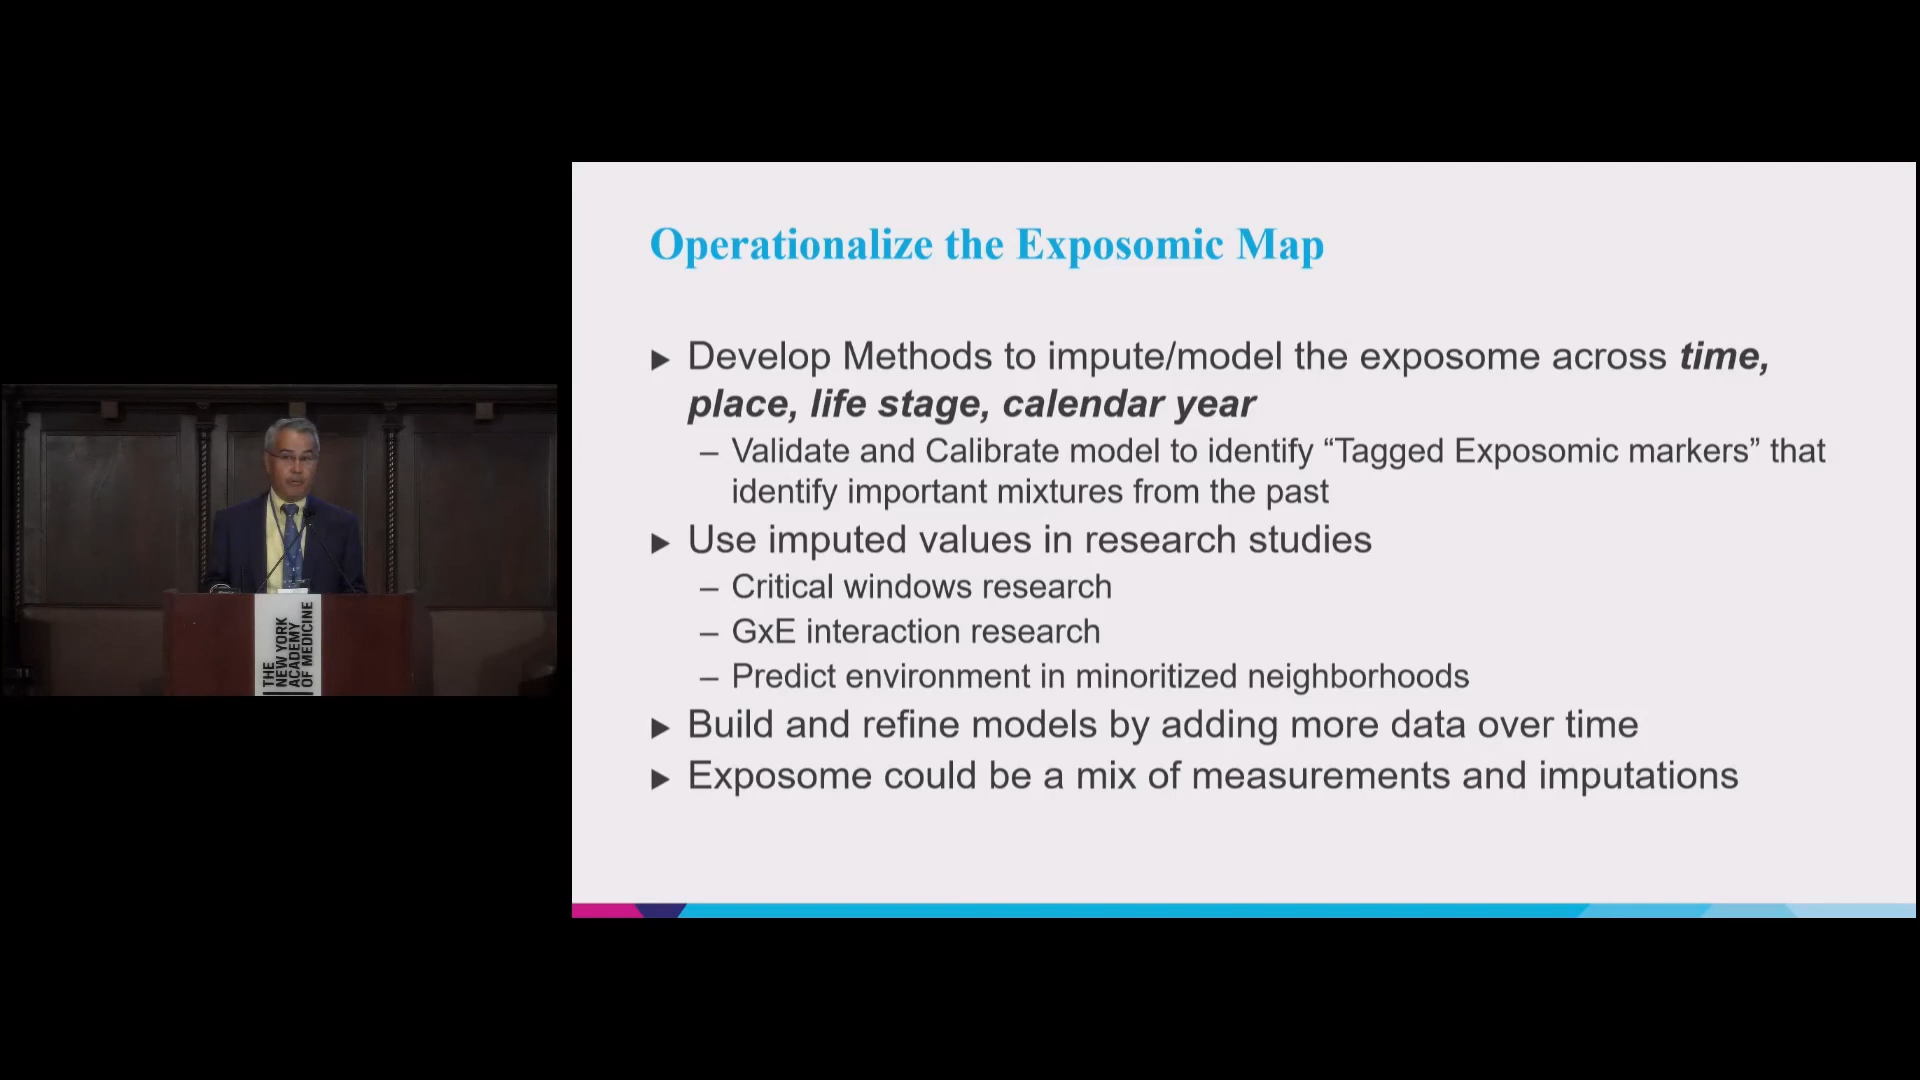 Operationalize the Exposomic Map
▶ Develop Methods to impute/model the exposome across time,
place, life stage, calendar year
– Validate and Calibrate model to identify “Tagged Exposomic markers” that
identify important mixtures from the past
▶ Use imputed values in research studies
– Critical windows research
– GxE interaction research
– Predict environment in minoritized neighborhoods
▶ Build and refine models by adding more data over time
▶ Exposome could be a mix of measurements and imputations
THE
NEW YORK
ACADEMY
OF MEDICINE